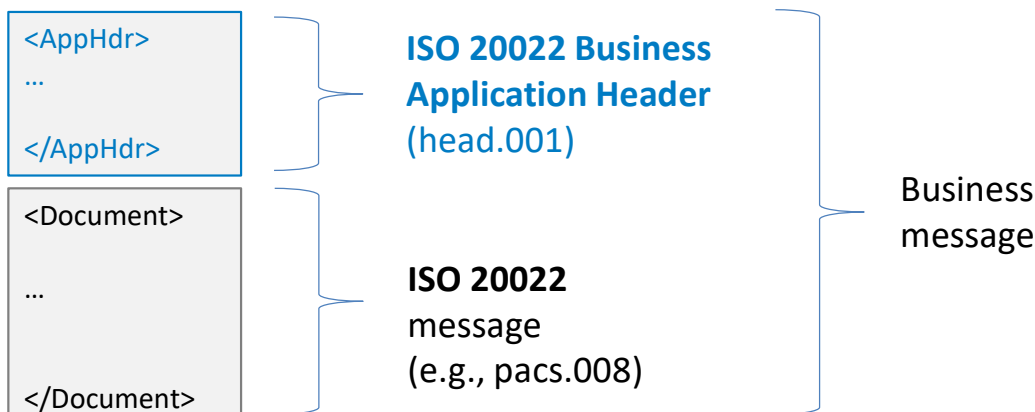 <AppHdr>
…
</AppHdr>
ISO 20022 Business
Application Header
(head.001)
<Document>
…
</Document>
ISO 20022
message
(e.g., pacs.008)
Business
message